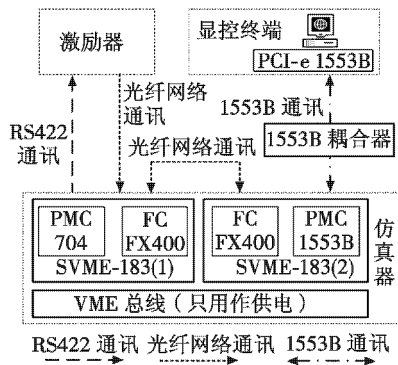 激励器
显控终端
PCI-e 1553B
光纤网络
通讯
1553B 通讯
RS422
通讯
光纤网络通讯
1553B 耦合器
PMC
704
FC
FX400
SVME-183(1)
FC
FX400
PMC
1553B
SVME-183(2)
仿真器
VME 总线(只用作供电)
RS422 通讯
光纤网络通讯
1553B 通讯